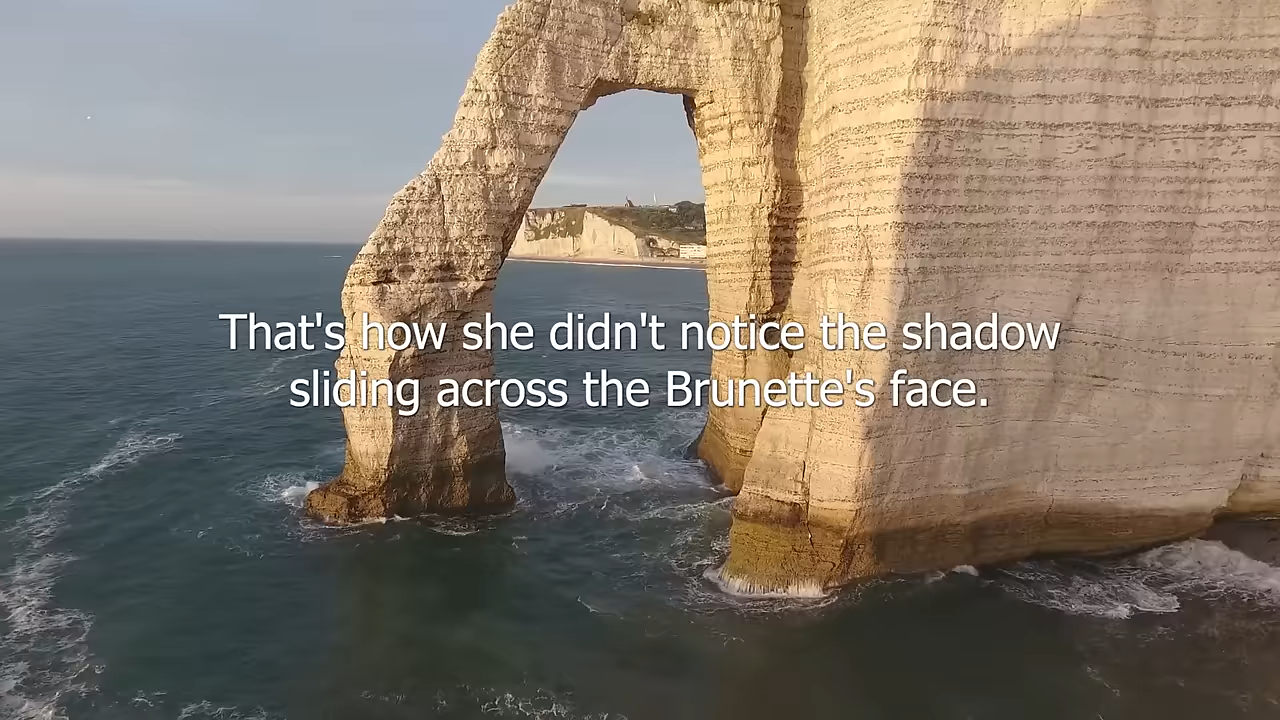 That's how she didn't notice the shadow
sliding across the Brunette's face.